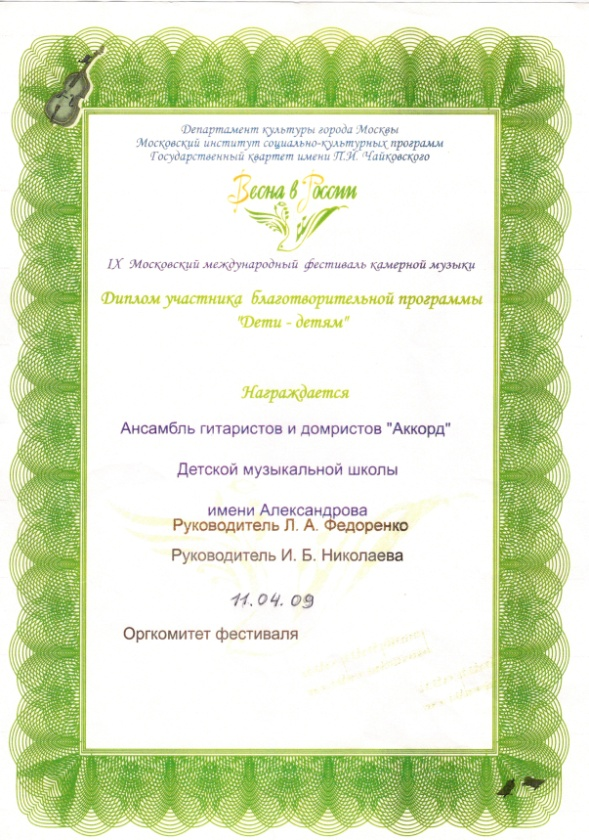 Департамент культуры города Москвы
Московский институт социально-культурных программ
Государственный квартет имени П.И. Чайковского
Весна в России
IX Московский международный фестиваль камерной музыки
Диплом участника благотворительной программы
"Дети - детям"
Награждается
Ансамбль гитаристов и домристов "Аккорд"
Детской музыкальной школы
имени Александрова
Руководитель Л. А. Федоренко
Руководитель И. Б. Николаева
11.04.09
Оргкомитет фестиваля